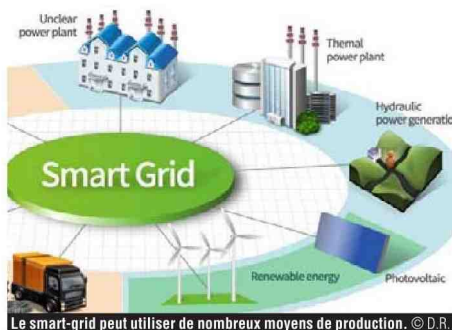 Unclear
power plant
Thermal
power plant
Hydraulic
power generatio
Smart Grid
Renewable energy
Photovoltaic
Le smart-grid peut utiliser de nombreux moyens de production. © D.R.